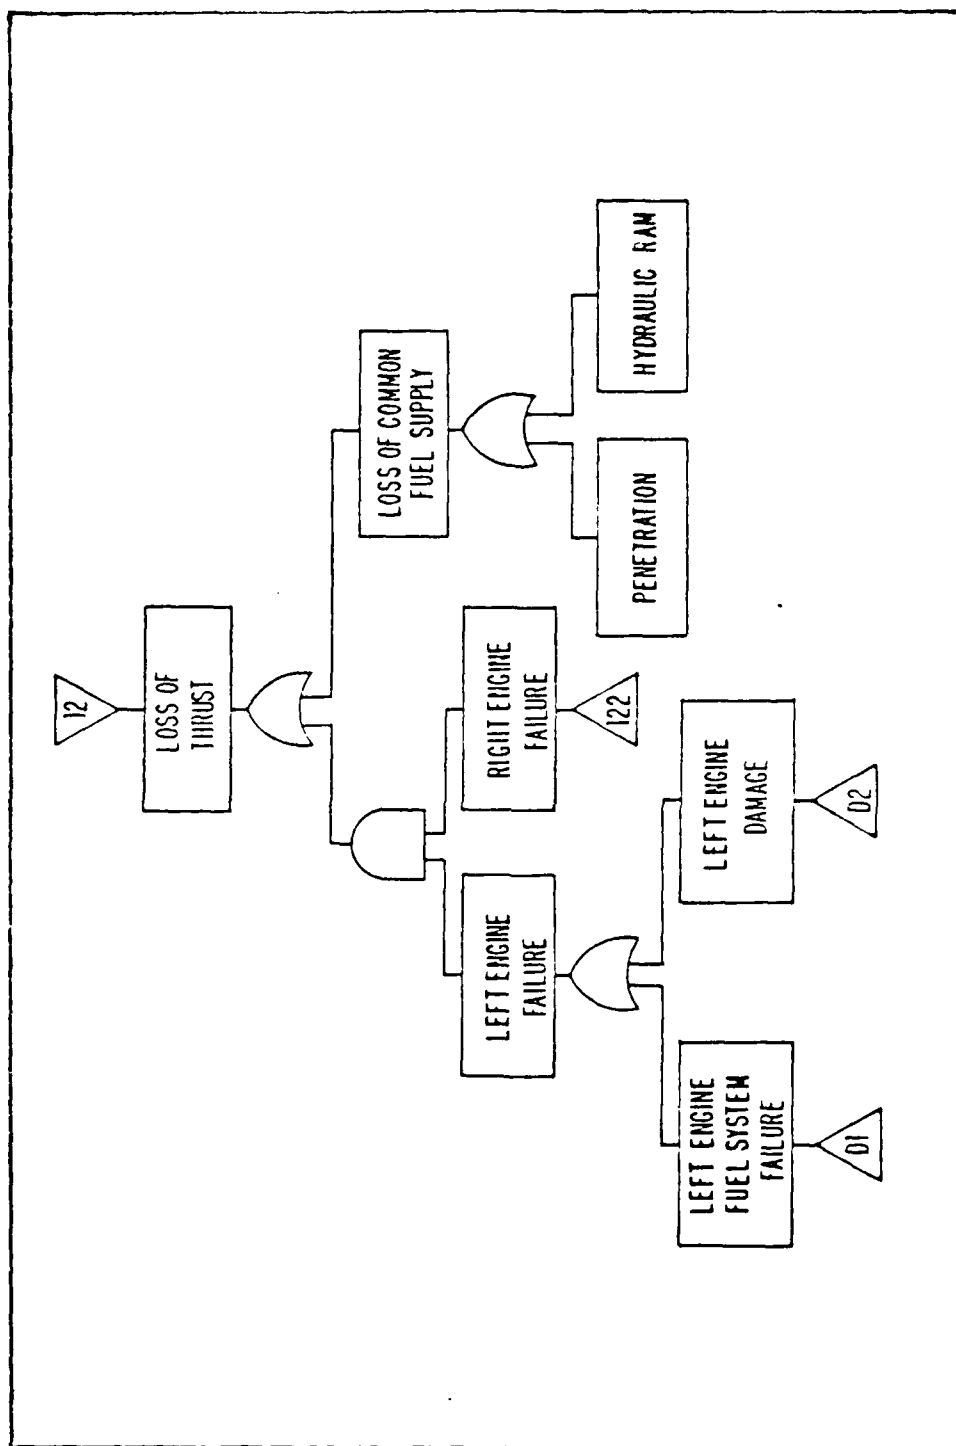 12
LOSS OF
THRUST
LOSS OF COMMON
FUEL SUPPLY
LEFT ENGINE
FAILURE
RIGHT ENGINE
FAILURE
122
PENETRATION
HYDRAULIC RAM
LEFT ENGINE
FUEL SYSTEM
FAILURE
D1
LEFT ENGINE
DAMAGE
D2